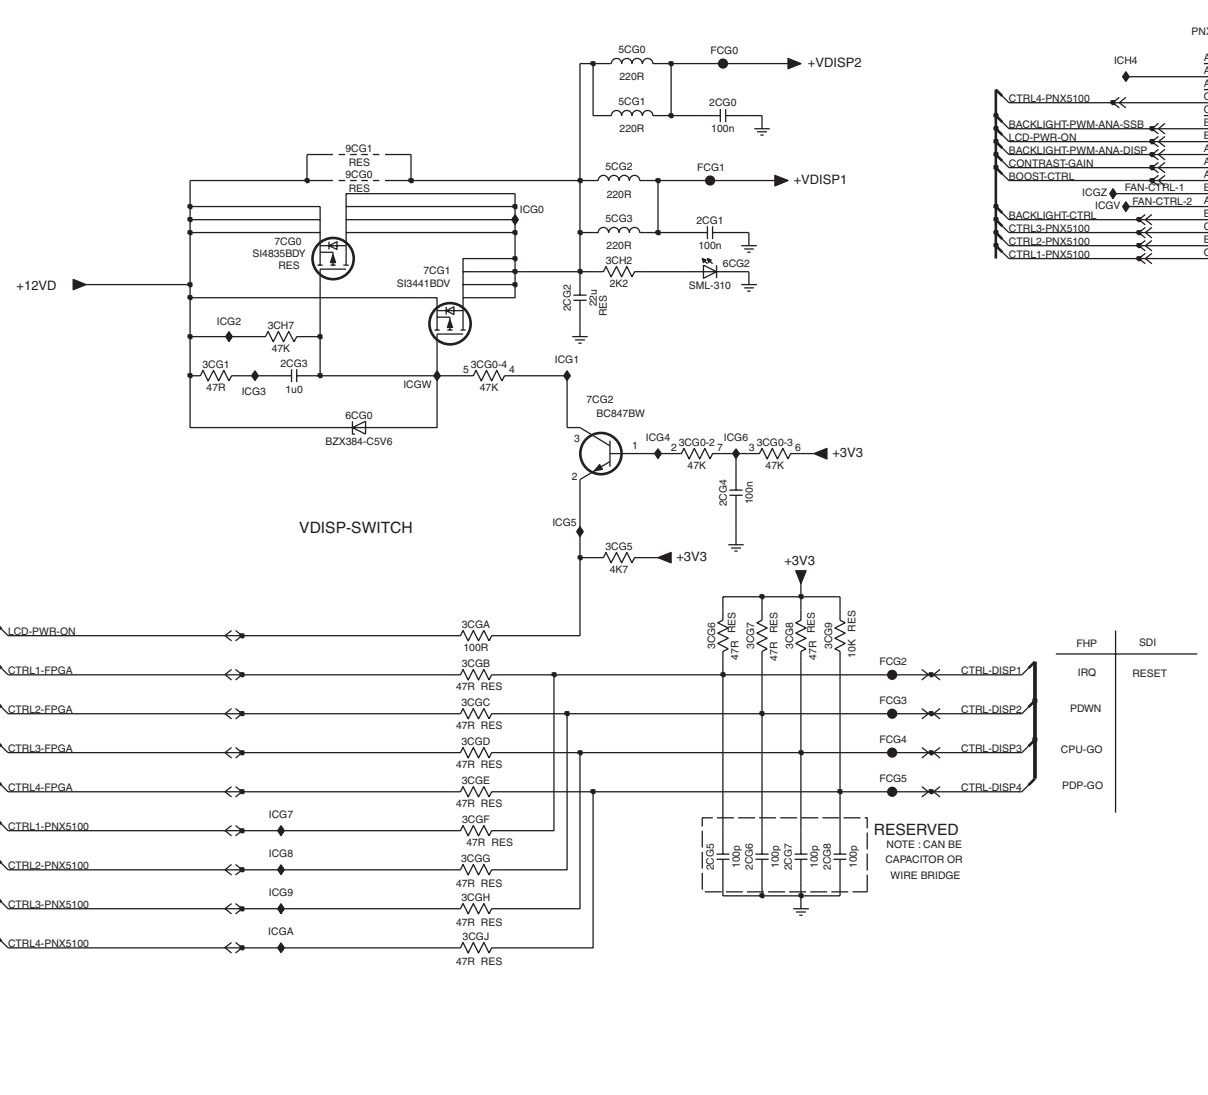 5CG0
FCG0
+VDISP2
220R
5CG1
2CG0
220R
100n
9CG1
RES
9CG0
RES
5CG2
FCG1
+VDISP1
220R
ICG0
5CG3
2CG1
220R
100n
7CG0
SI4835BDY
RES
7CG1
SI3441BDV
3CH2
6CG2
2K2
SML-310
2CG2
22u
RES
+12VD
ICG2
3CH7
47K
3CG1
2CG3
47R
ICG3
1u0
ICGW
5
3CG0-4
4
47K
ICG1
6CG0
BZX384-C5V6
7CG2
BC847BW
3
1
2
ICG4
2
3CG0-2
7
47K
ICG6
3
3CG0-3
6
47K
+3V3
2CG4
100n
VDISP-SWITCH
ICG5
3CG5
4K7
+3V3
+3V3
LCD-PWR-ON
3CGA
100R
CTRL1-FPGA
3CGB
47R RES
CTRL2-FPGA
3CGC
47R RES
CTRL3-FPGA
3CGD
47R RES
CTRL4-FPGA
3CGE
47R RES
CTRL1-PNX5100
ICG7
3CGF
47R RES
CTRL2-PNX5100
ICG8
3CGG
47R RES
CTRL3-PNX5100
ICG9
3CGH
47R RES
CTRL4-PNX5100
ICGA
3CGJ
47R RES
3CG6
47R RES
3CG7
47R RES
3CG8
47R RES
3CG9
10K RES
FCG2
CTRL-DISP1
FCG3
CTRL-DISP2
FCG4
CTRL-DISP3
FCG5
CTRL-DISP4
FHP
SDI
IRQ
RESET
PDWN
CPU-GO
PDP-GO
2CG5
100p
2CG6
100p
2CG7
100p
2CG8
100p
RESERVED
NOTE : CAN BE
CAPACITOR OR
WIRE BRIDGE
PNX
ICH4
CTRL4-PNX5100
BACKLIGHT-PWM-ANA-SSB
LCD-PWR-ON
BACKLIGHT-PWM-ANA-DISP
CONTRAST-GAIN
BOOST-CTRL
ICGZ
FAN-CTRL-1
ICGV
FAN-CTRL-2
BACKLIGHT-CTRL
CTRL3-PNX5100
CTRL2-PNX5100
CTRL1-PNX5100